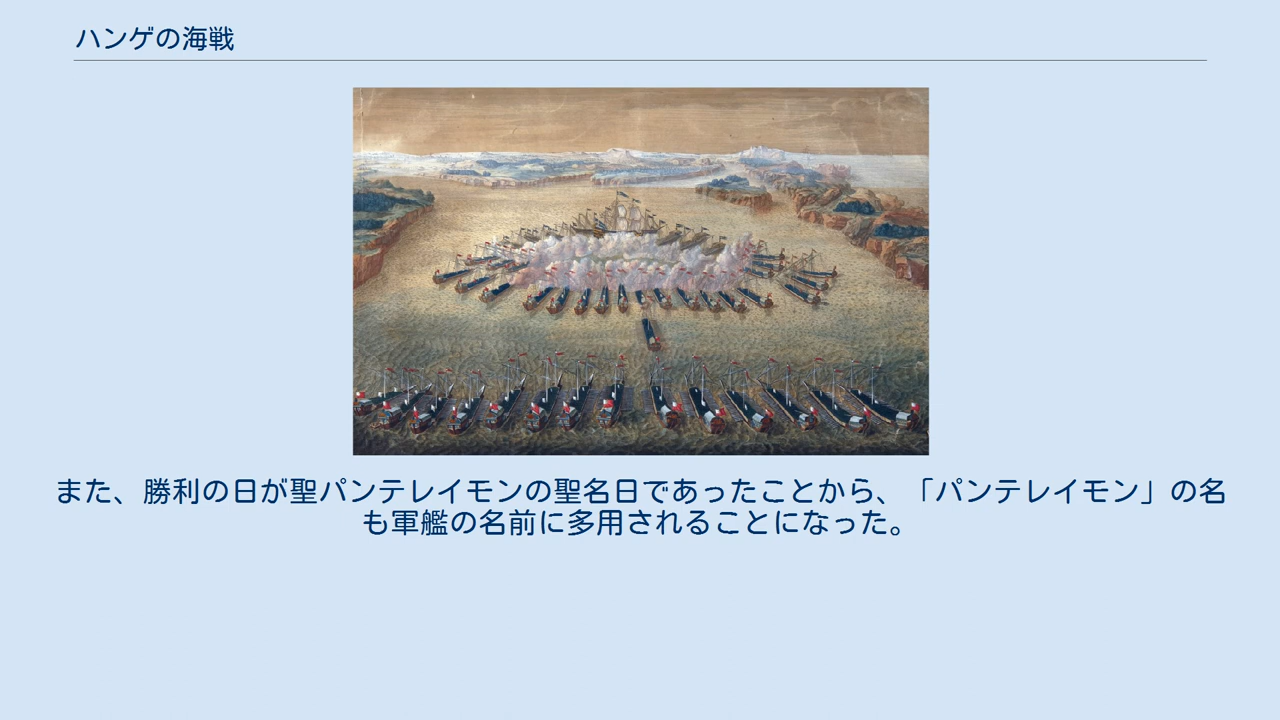 ハンゲの海戦
また、勝利の日が聖パンテレイモンの聖名日であったことから、「パンテレイモン」の名
も軍艦の名前に多用されることになった。